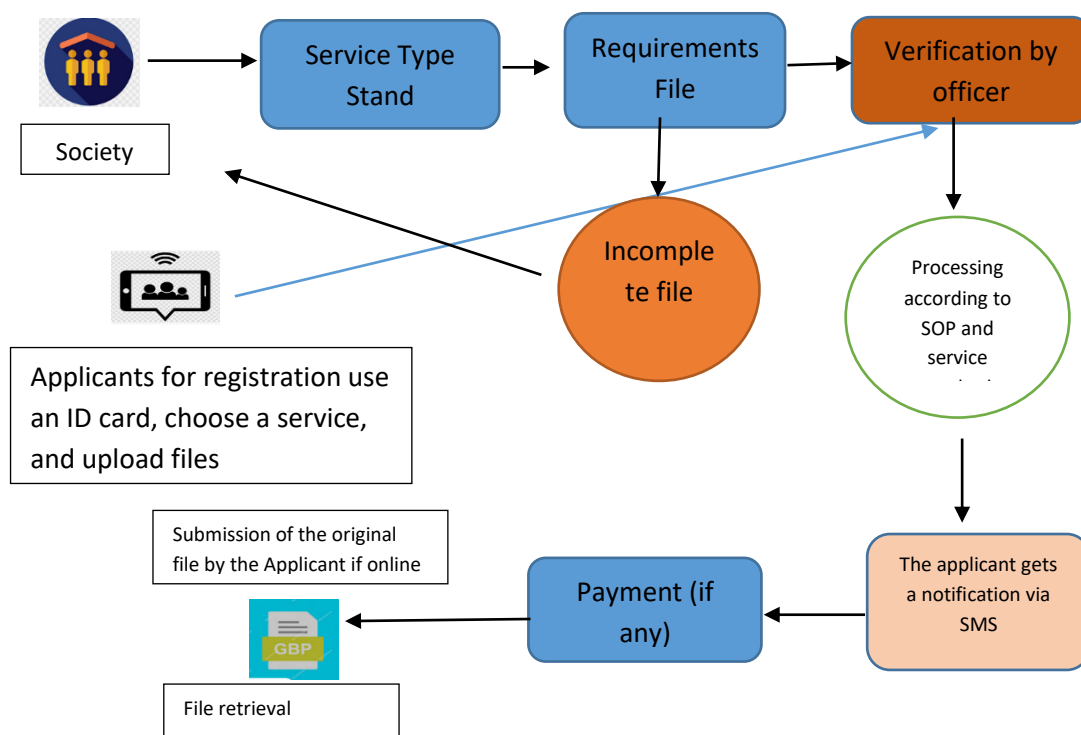 Service Type
Stand
Requirements
File
Verification by
officer
Society
Incomple
te file
Processing
according to
SOP and
service
Applicants for registration use
an ID card, choose a service,
and upload files
Submission of the original
file by the Applicant if online
GBP
File retrieval
Payment (if
any)
The applicant gets
a notification via
SMS